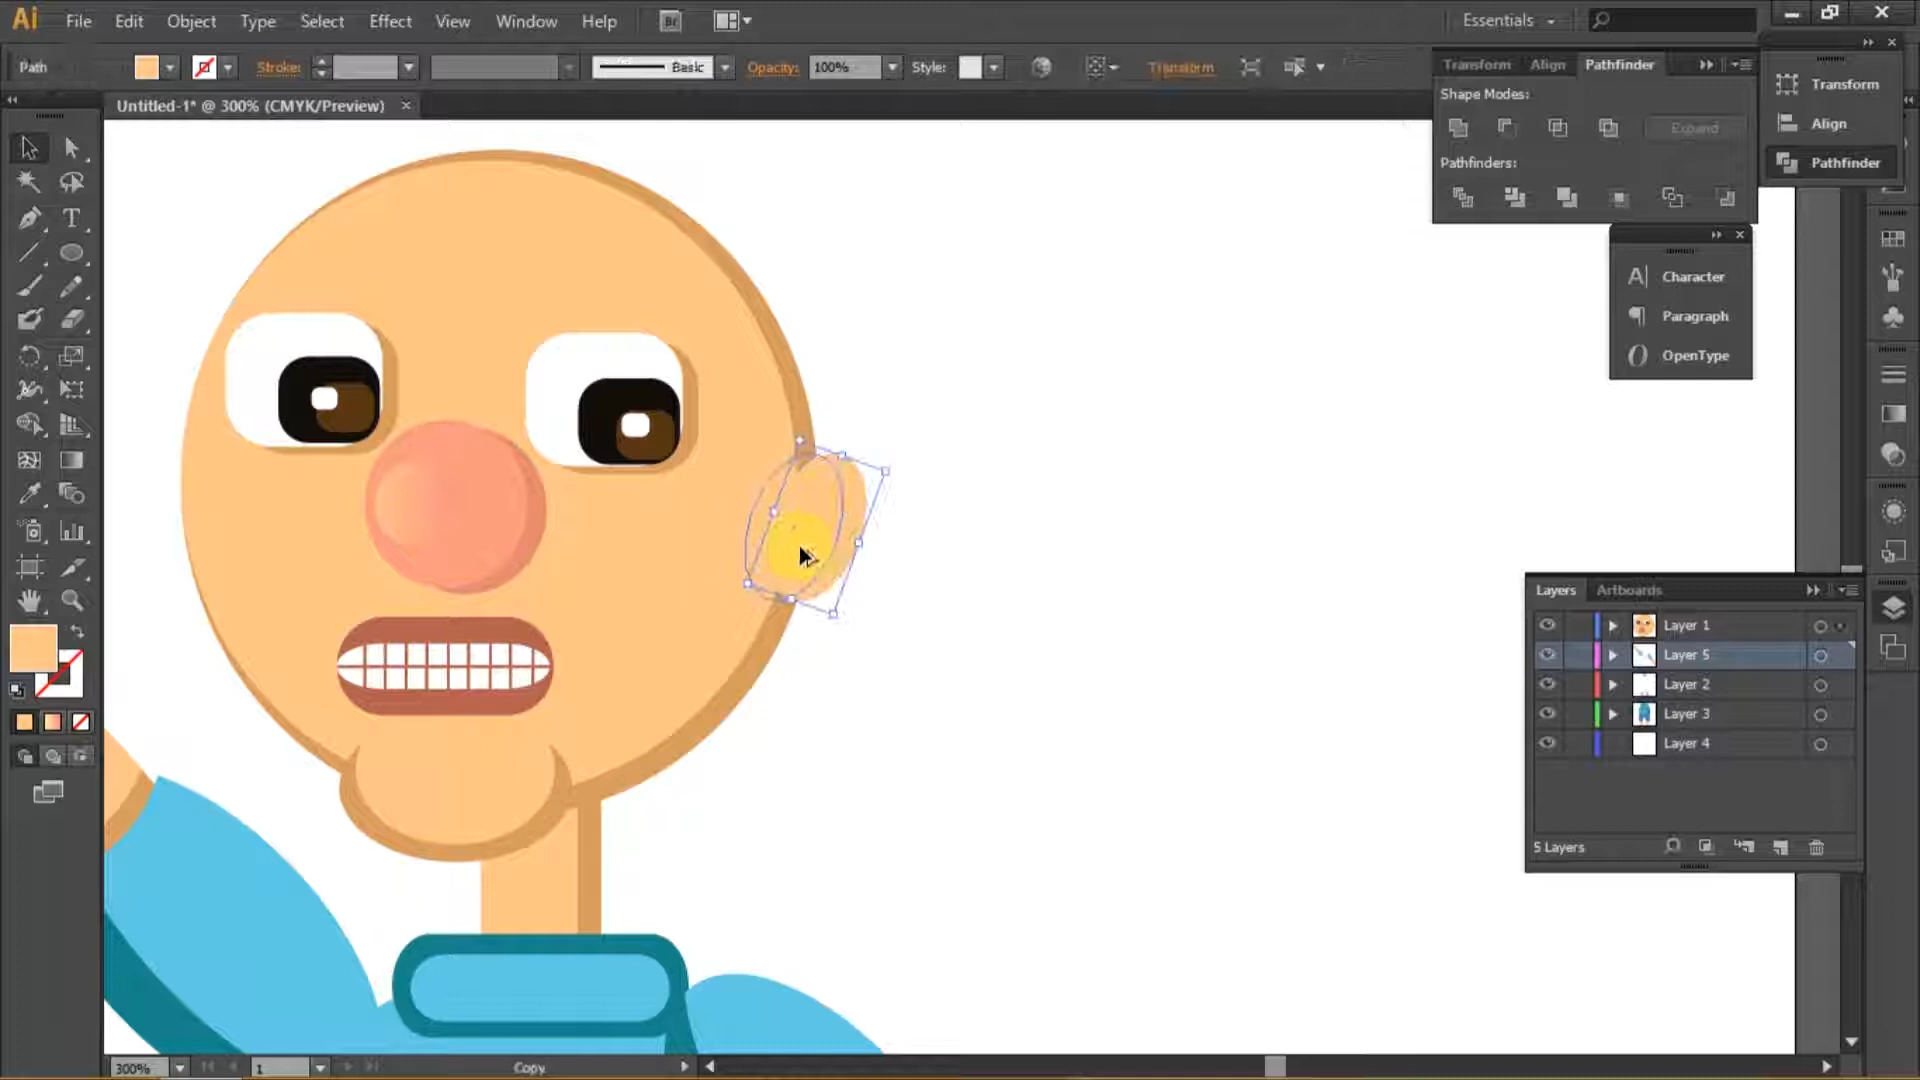 Ai File Edit Object Type Select Effect View Window Help Br Essentials
Path Stroke: Basic Opacity: 100% Style: Transform
Transform Align Pathfinder
Shape Modes:
Expand
Pathfinders:
Transform
Align
Pathfinder
Untitled-1* @ 300% (CMYK/Preview) ×
A| Character
Paragraph
O OpenType
T
Layers Artboards
Layer 1
Layer 5
Layer 2
Layer 3
Layer 4
5 Layers
300% 1 Copy